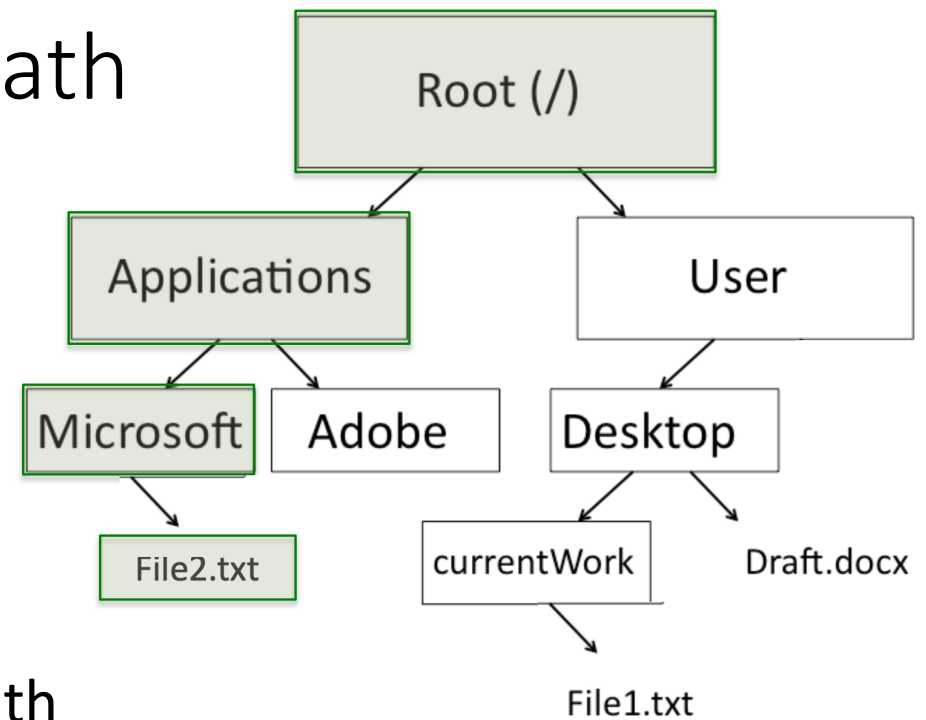 ath
Root (/)
Applications
User
Microsoft
Adobe
Desktop
File2.txt
currentWork
Draft.docx
th
File1.txt